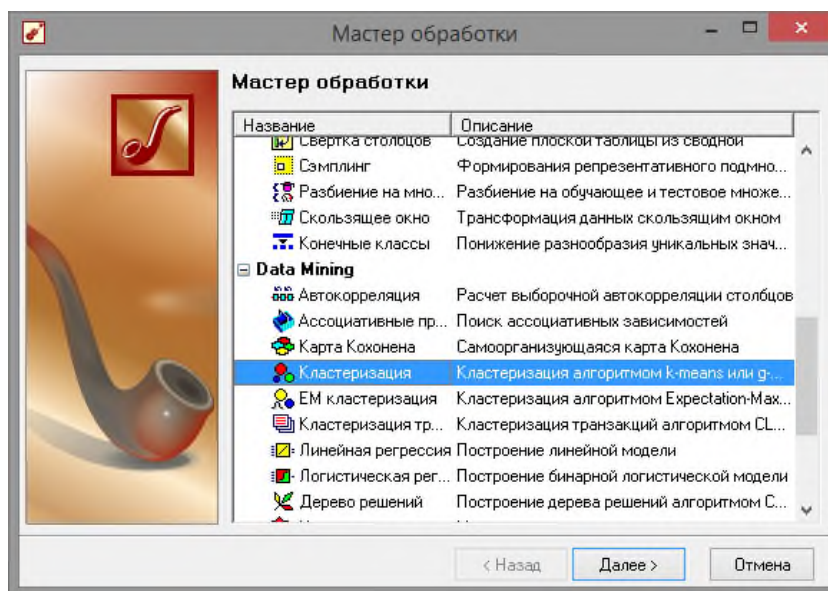 Мастер обработки
Мастер обработки
Название Описание
Свертка столбцов Создание плоской таблицы из сводной
Сэмплинг Формирования репрезентативного подмно...
Разбиение на мно... Разбиение на обучающее и тестовое множе...
Скользящее окно Трансформация данных скользящим окном
Конечные классы Понижение разнообразия уникальных знач...
Data Mining
Автокорреляция Расчет выборочной автокорреляции столбцов
Ассоциативные пр... Поиск ассоциативных зависимостей
Карта Кохонена Самоорганизующаяся карта Кохонена
Кластеризация Кластеризация алгоритмом k-means или g-...
EM кластеризация Кластеризация алгоритмом Expectation-Max...
Кластеризация тр... Кластеризация транзакций алгоритмом CL...
Линейная регрессия Построение линейной модели
Логистическая рег... Построение бинарной логистической модели
Дерево решений Построение дерева решений алгоритмом C...
< Назад Далее > Отмена